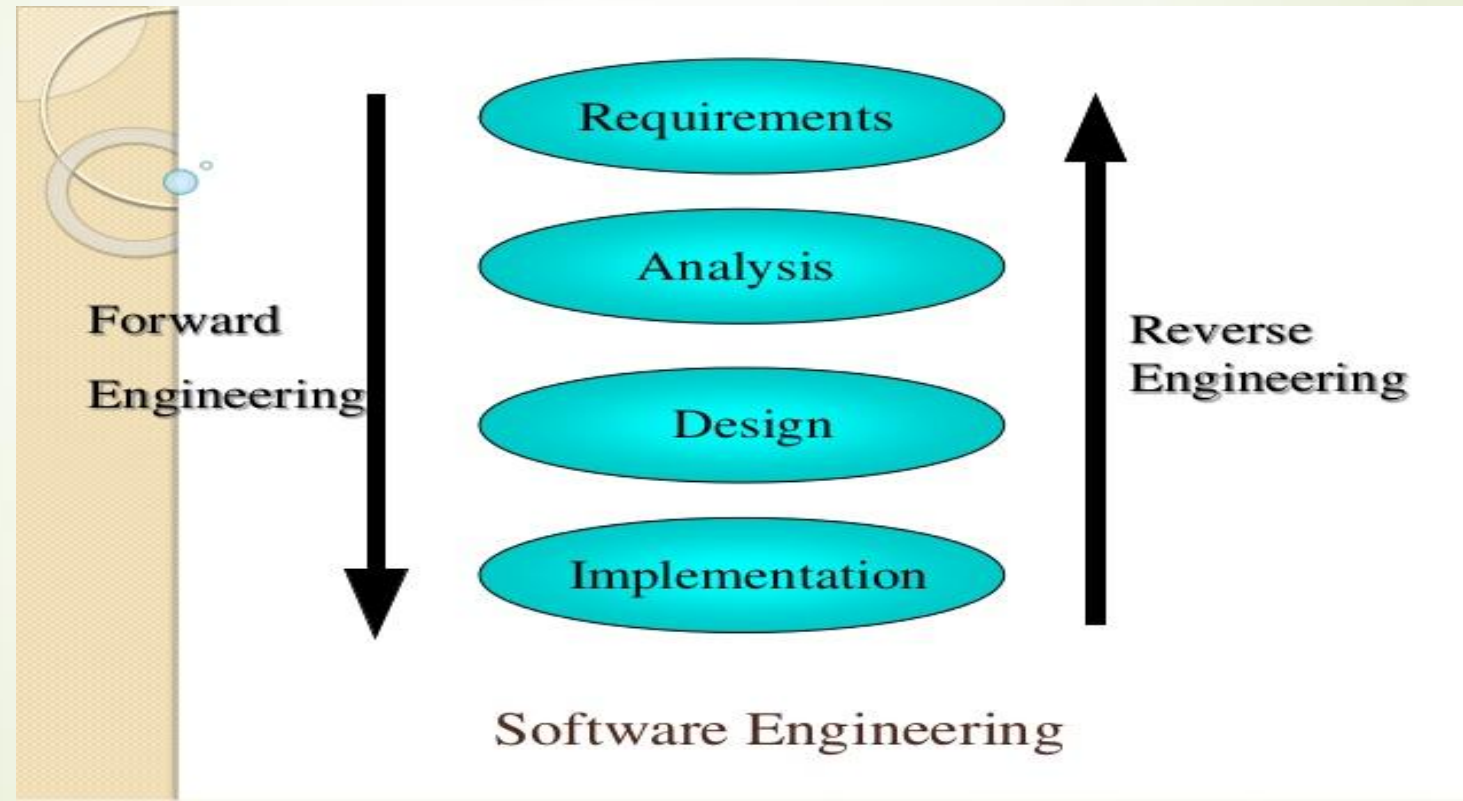 Requirements
Analysis
Forward
Engineering
Reverse
Engineering
Design
Implementation
Software Engineering